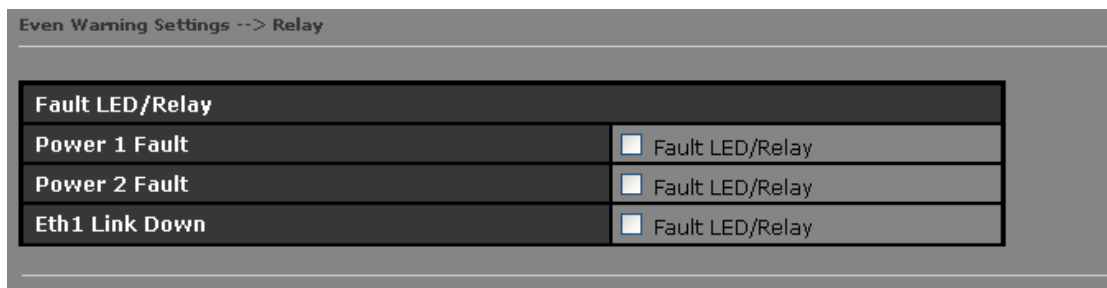 Even Warning Settings --> Relay
Fault LED/Relay
Power 1 Fault Fault LED/Relay
Power 2 Fault Fault LED/Relay
Eth1 Link Down Fault LED/Relay